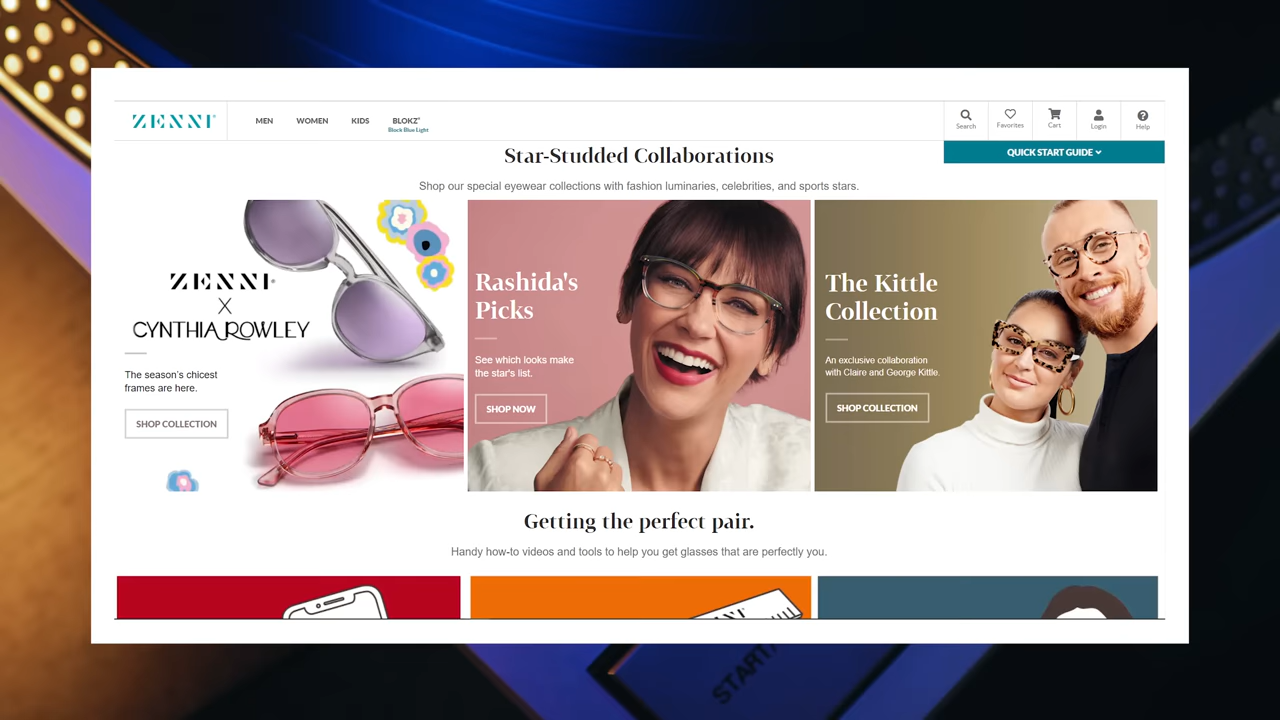 ZENNI
MEN
WOMEN
KIDS
BLOKZ®
Block Blue Light
Search
Favorites
Cart
Login
Help
QUICK START GUIDE
Star-Studded Collaborations
Shop our special eyewear collections with fashion luminaries, celebrities, and sports stars.
ZENNI®
X
CYNTHIA ROWLEY
The season's chicest
frames are here.
SHOP COLLECTION
Rashida's
Picks
See which looks make
the star's list.
SHOP NOW
The Kittle
Collection
An exclusive collaboration
with Claire and George Kittle.
SHOP COLLECTION
Getting the perfect pair.
Handy how-to videos and tools to help you get glasses that are perfectly you.